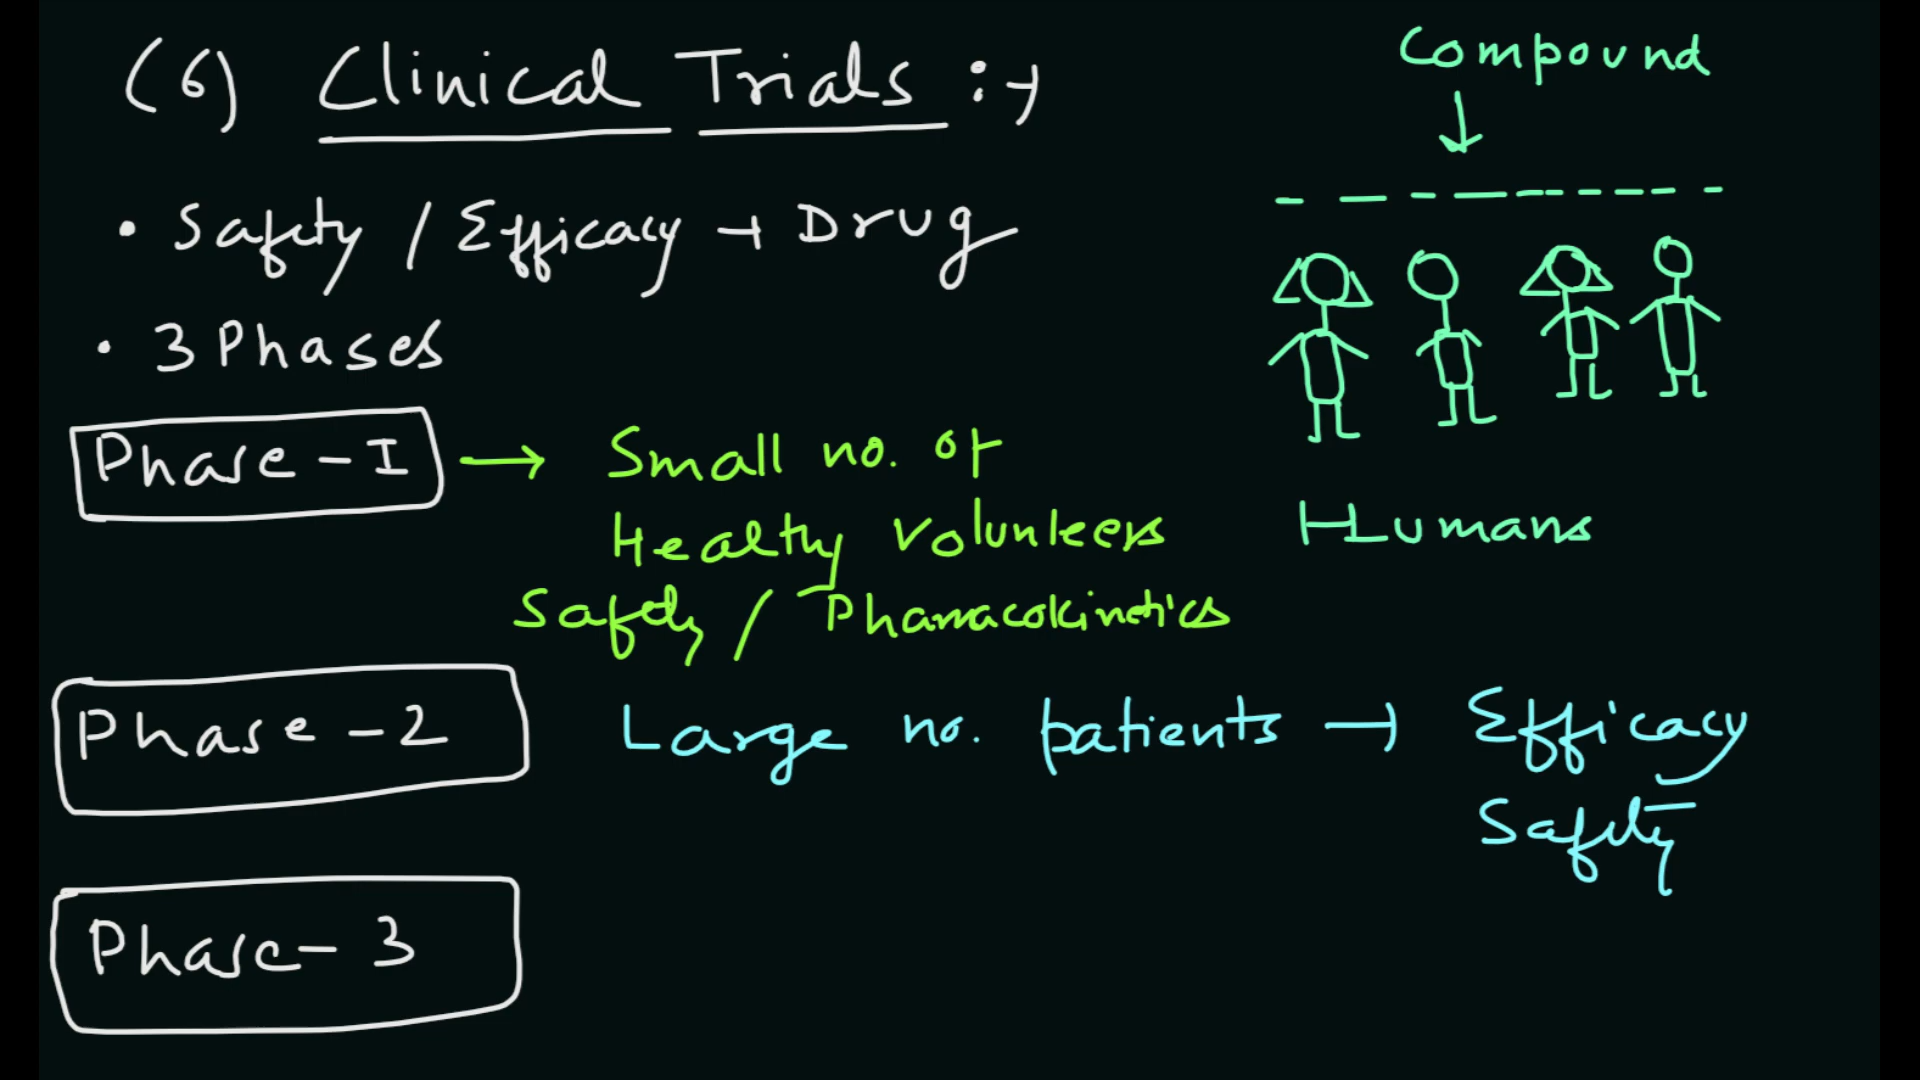 (6) Clinical Trials :→
• Safety / Efficacy → Drug
• 3 Phases
Phase - I → Small no. of
Healthy volunteers
Safety / Pharmacokinetics
Phase - 2 Large no. patients → Efficacy
Safety
Phase - 3
Compound
Humans